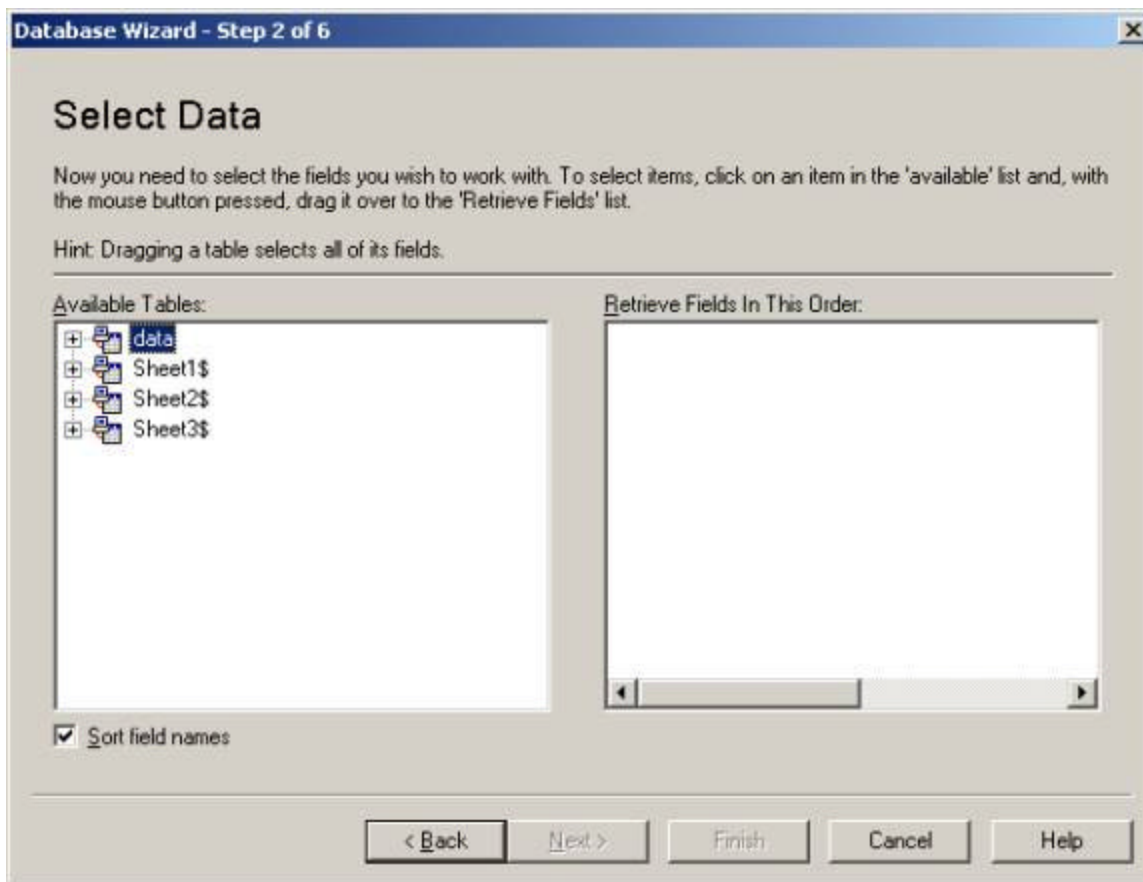 Database Wizard - Step 2 of 6
Select Data
Now you need to select the fields you wish to work with. To select items, click on an item in the 'available' list and, with
the mouse button pressed, drag it over to the 'Retrieve Fields' list.
Hint: Dragging a table selects all of its fields.
Available Tables:
data
Sheet1$
Sheet2$
Sheet3$
Retrieve Fields In This Order:
Sort field names
< Back
Next >
Finish
Cancel
Help